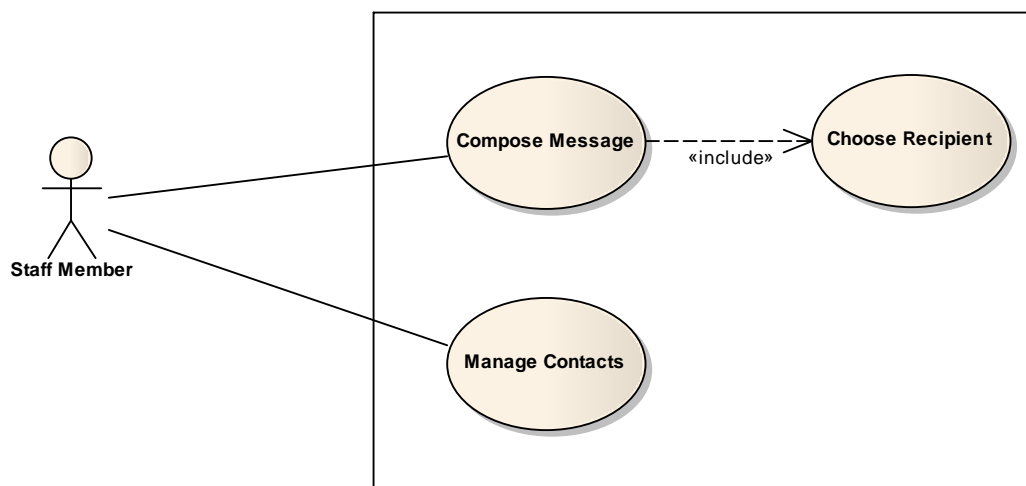 Compose Message
Choose Recipient
«include»
Staff Member
Manage Contacts